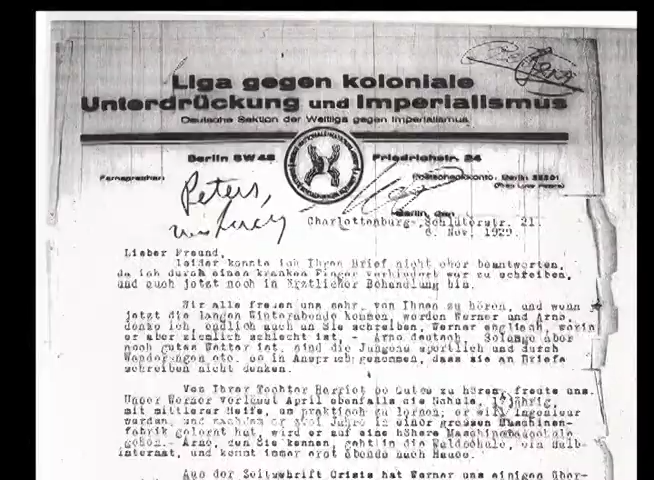 Liga gegen koloniale
Unterdrückung und Imperialismus
Deutsche Sektion der Weltliga gegen Imperialismus
Berlin SW 48 Friedrichstr. 24
Fernsprecher: Postscheckkonto: Berlin
Peters,
Berlin, den
Charlottenburg, Schlüterstr. 21.
6. Nov. 1929.
Lieber Freund,
leider konnte ich Ihren Brief nicht eher beantworten,
da ich durch einen kranken Finger verhindert war zu schreiben,
und auch jetzt noch in ärztlicher Behandlung bin.
Wir alle freuen uns sehr, von Ihnen zu hören, und wenn
jetzt die langen Winterabende kommen, werden Werner und Arno,
denke ich, endlich auch an Sie schreiben, Werner englisch, worin
er aber ziemlich schlecht ist, - Arno deutsch. Solange aber
noch gutes Wetter ist, sind die Jungens sportlich und durch
Wanderungen etc. so in Anspruch genommen, dass sie an Briefe
schreiben nicht denken.
Von Ihrer Tochter Harriet so Gutes zu hören, freute uns.
Unser Werner verlässt April ebenfalls die Schule, 17 jährig,
mit mittlerer Reife, um praktisch zu lernen; er will Ingenieur
werden, und nachdem er zwei Jahre in einer grossen Maschinen-
fabrik gelernt hat, wird er auf eine höhere Maschinenbauschule
gehen.- Arno, den Sie kennen, geht in die Waldschule, ein Halb-
internat, und kommt immer erst abends nach Hause.
Aus der Zeitschrift Crisis hat Werner uns einigen über-